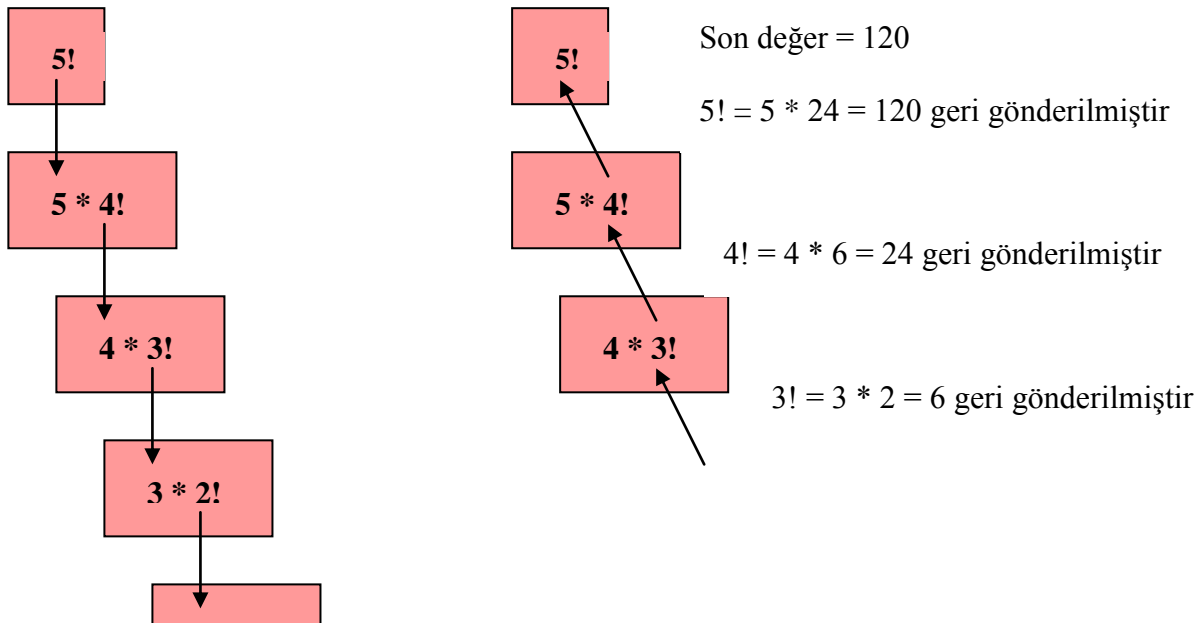 5!
5 * 4!
4 * 3!
3 * 2!
5!
5 * 4!
4 * 3!
Son değer = 120
5! = 5 * 24 = 120 geri gönderilmiştir
4! = 4 * 6 = 24 geri gönderilmiştir
3! = 3 * 2 = 6 geri gönderilmiştir